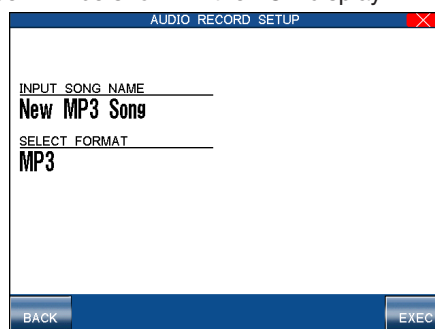 AUDIO RECORD SETUP
INPUT SONG NAME
New MP3 Song
SELECT FORMAT
MP3
BACK EXEC